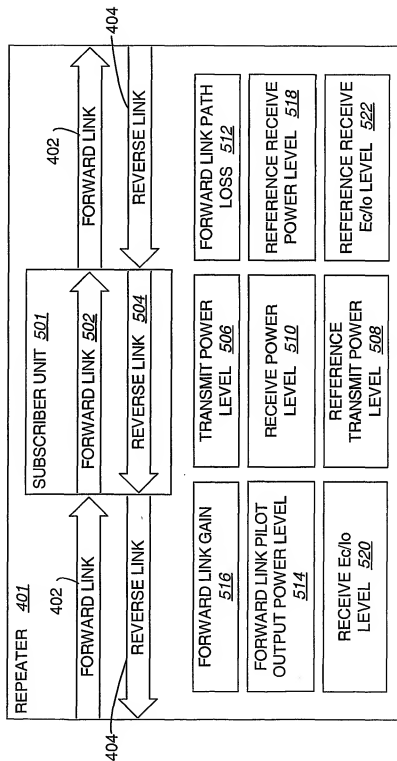 REPEATER 401
402
FORWARD LINK
REVERSE LINK
404
SUBSCRIBER UNIT 501
FORWARD LINK 502
REVERSE LINK 504
402
FORWARD LINK
REVERSE LINK
404
FORWARD LINK GAIN
516
TRANSMIT POWER
LEVEL 506
FORWARD LINK PATH
LOSS 512
FORWARD LINK PILOT
OUTPUT POWER LEVEL
514
RECEIVE POWER
LEVEL 510
REFERENCE RECEIVE
POWER LEVEL 518
RECEIVE Ec/Io
LEVEL 520
REFERENCE
TRANSMIT POWER
LEVEL 508
REFERENCE RECEIVE
Ec/Io LEVEL 522